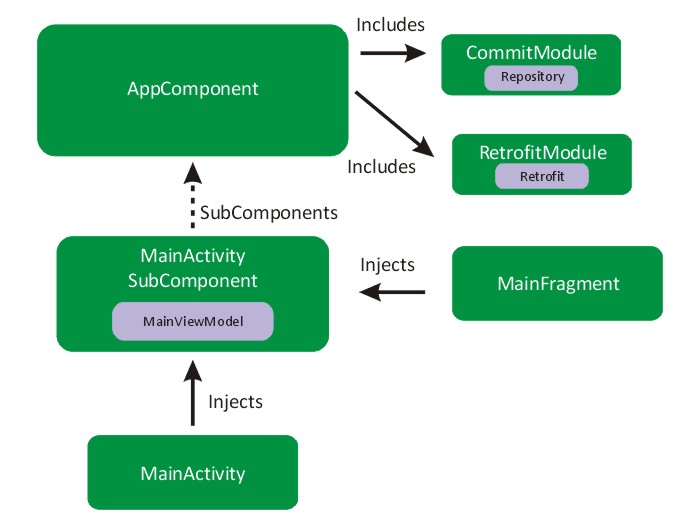 Includes
AppComponent
CommitModule
Repository
RetrofitModule
Retrofit
Includes
SubComponents
MainActivity
SubComponent
MainViewModel
Injects
MainFragment
Injects
MainActivity